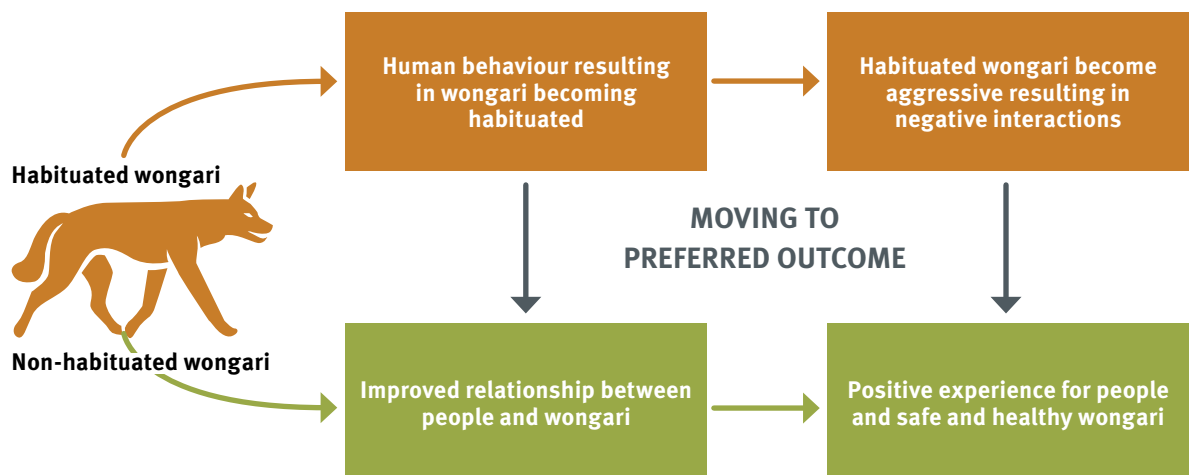 Human behaviour resulting
in wongari becoming
habituated
Habituated wongari become
aggressive resulting in
negative interactions
Habituated wongari
MOVING TO
PREFERRED OUTCOME
Non-habituated wongari
Improved relationship between
people and wongari
Positive experience for people
and safe and healthy wongari